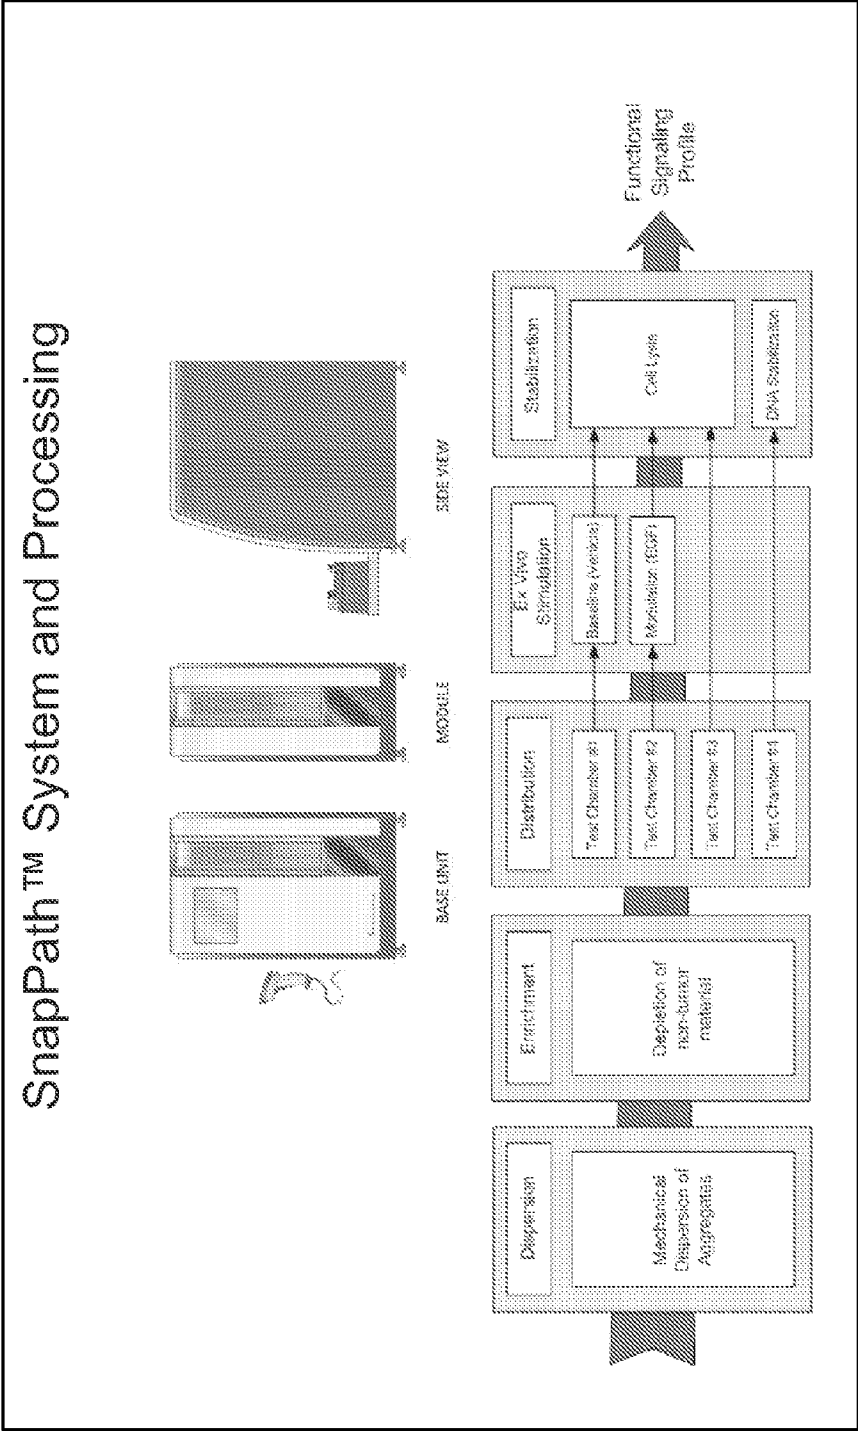 SnapPath™ System and Processing
BASE UNIT
MODULE
SIDE VIEW
Dispersion
Mechanical
Dispersion of
Aggregates
Enrichment
Depletion of
non-tumor
material
Distribution
Test Chamber #1
Test Chamber #2
Test Chamber #3
Test Chamber #4
Ex Vivo
Stimulation
Baseline (Vehicle)
Modulation (EGF)
Stabilization
Cell Lysis
DNA Stabilization
Functional
Signaling
Profile